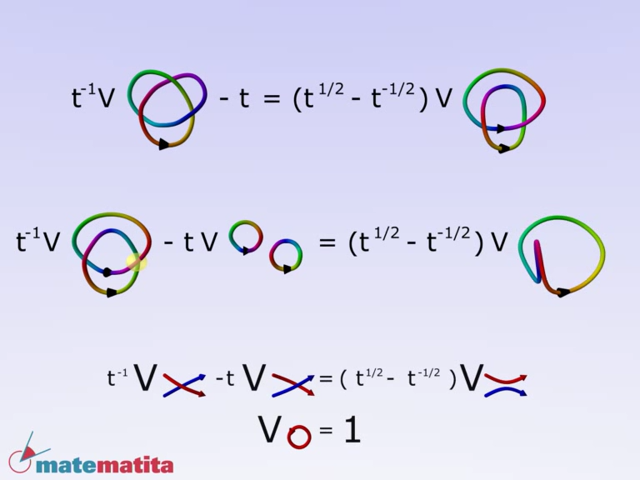 t⁻¹V - t = (t^1/2 - t^-1/2) V
t⁻¹V - t V = (t^1/2 - t^-1/2) V
t⁻¹ V - t V = ( t^1/2 - t^-1/2 ) V
V = 1
matematita